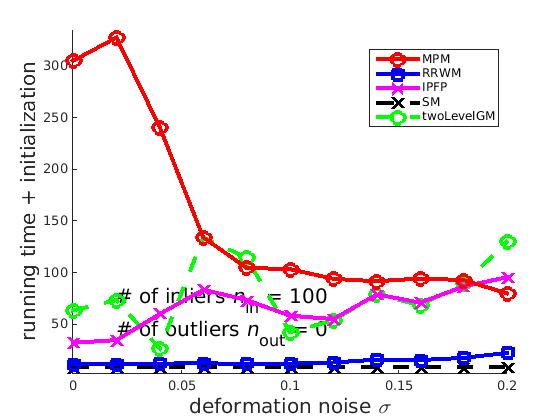 running time + initialization
300
250
200
150
100
50
0
0.05
0.1
0.15
0.2
deformation noise σ
MPM
RRWM
IPFP
SM
twoLevelGM
# of inliers n_in = 100
# of outliers n_out = 0